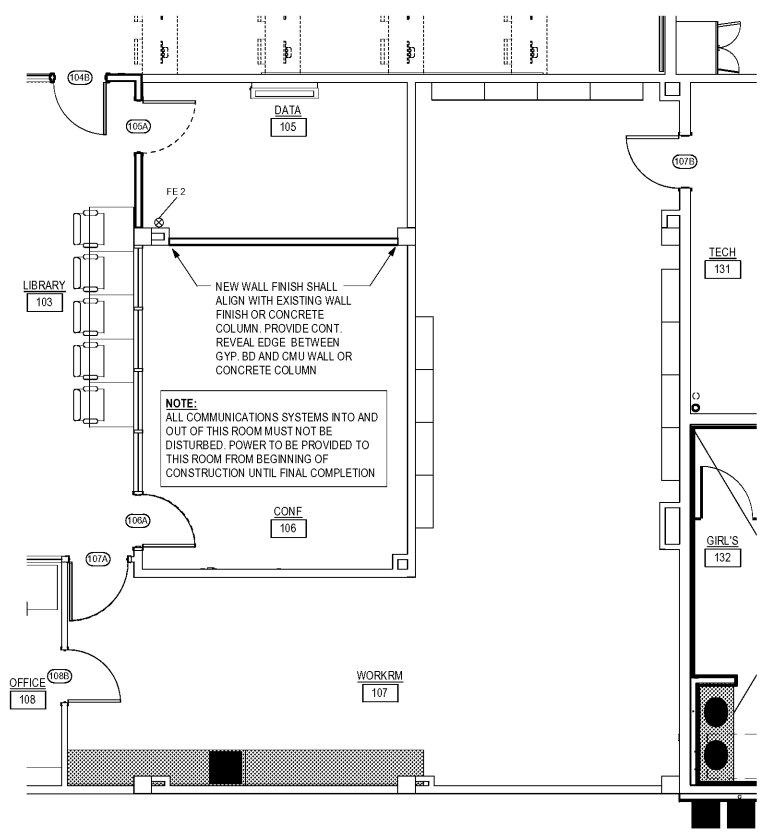 104B
DATA
105
105A
107B
FE 2
TECH
131
LIBRARY
103
NEW WALL FINISH SHALL
ALIGN WITH EXISTING WALL
FINISH OR CONCRETE
COLUMN. PROVIDE CONT.
REVEAL EDGE BETWEEN
GYP. BD AND CMU WALL OR
CONCRETE COLUMN
NOTE:
ALL COMMUNICATIONS SYSTEMS INTO AND
OUT OF THIS ROOM MUST NOT BE
DISTURBED. POWER TO BE PROVIDED TO
THIS ROOM FROM BEGINNING OF
CONSTRUCTION UNTIL FINAL COMPLETION
CONF
106
106A
GIRL'S
132
107A
OFFICE
108
108B
WORKRM
107